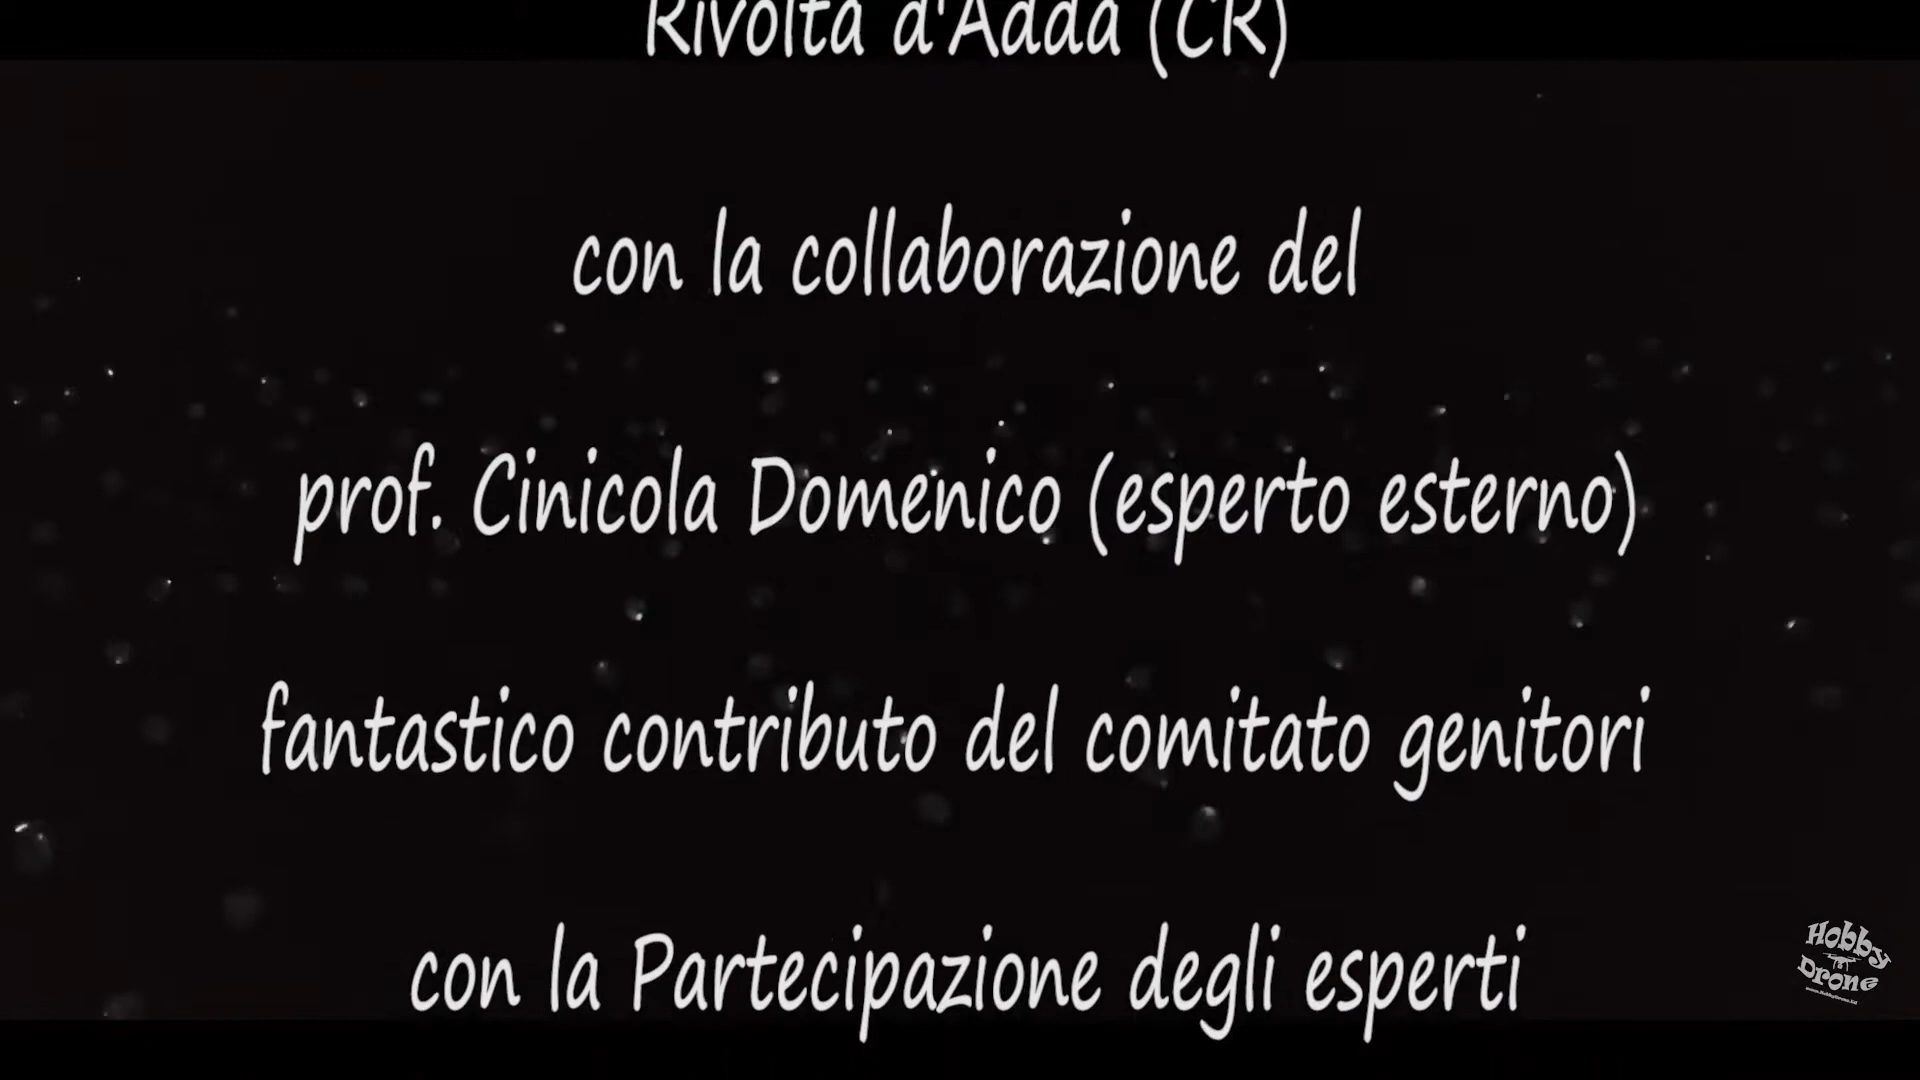 Rivolta d'Adda (CR)
con la collaborazione del
prof. Cinicola Domenico (esperto esterno)
fantastico contributo del comitato genitori
con la Partecipazione degli esperti
Hobby
Drone